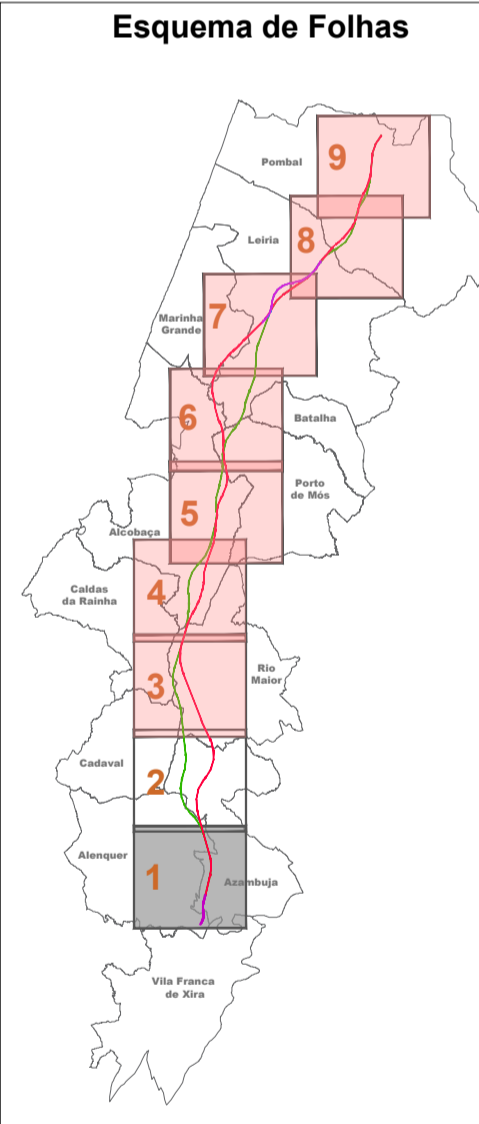 Esquema de Folhas
9
Pombal
8
Leiria
7
Marinha
Grande
6
Batalha
5
Porto
de Mós
Alcobaça
4
Caldas
da Rainha
3
Rio
Maior
2
Cadaval
1
Alenquer
Azambuja
Vila Franca
de Xira